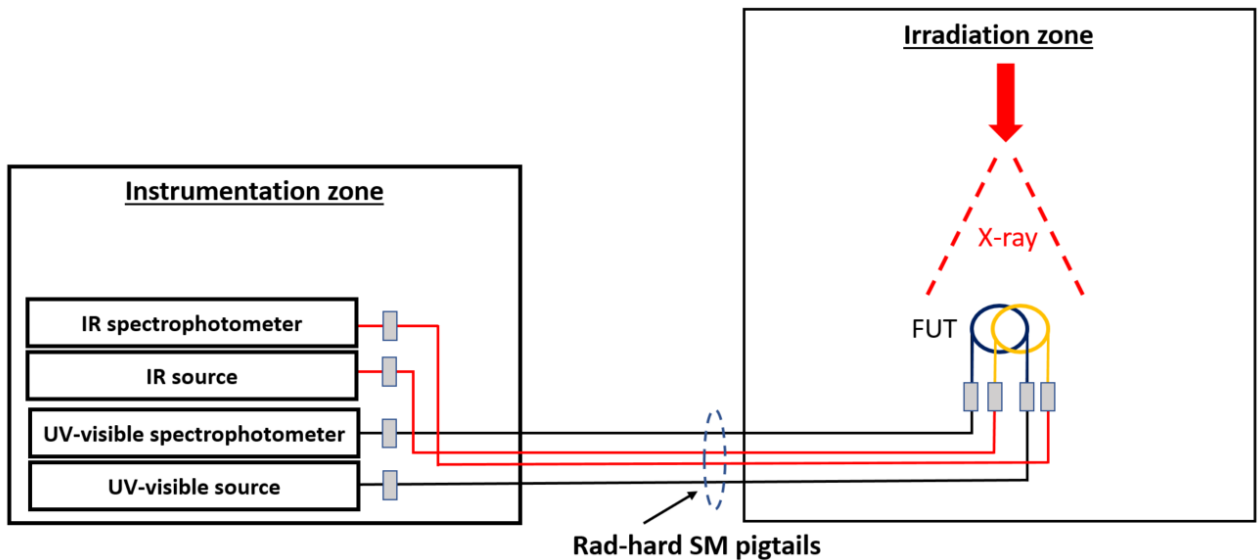 Irradiation zone
Instrumentation zone
X-ray
IR spectrophotometer
FUT
IR source
UV-visible spectrophotometer
UV-visible source
Rad-hard SM pigtails